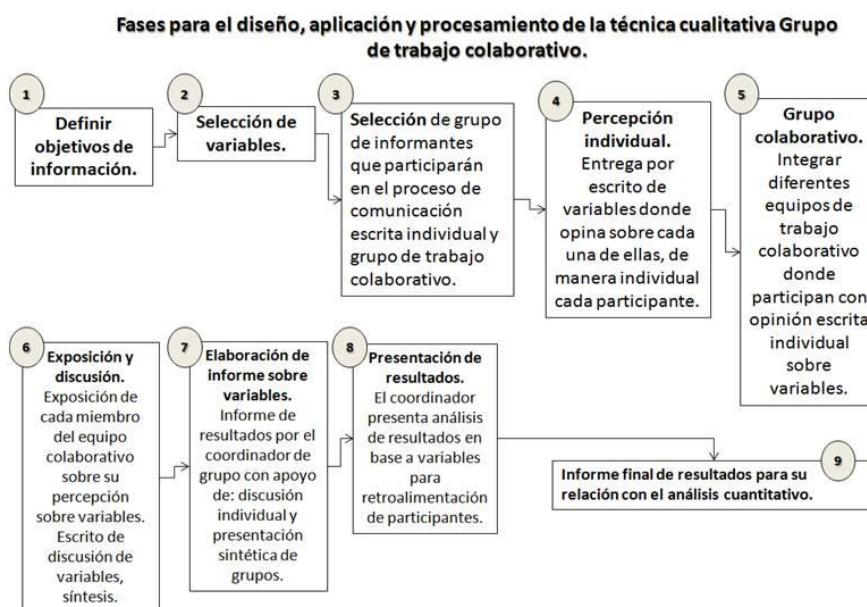 Fases para el diseño, aplicación y procesamiento de la técnica cualitativa Grupo
de trabajo colaborativo.
1
Definir
objetivos de
información.
2
Selección de
variables.
3
Selección de grupo
de informantes
que participarán
en el proceso de
comunicación
escrita individual y
grupo de trabajo
colaborativo.
4
Percepción
individual.
Entrega por
escrito de
variables donde
opina sobre cada
una de ellas, de
manera individual
cada participante.
5
Grupo
colaborativo.
Integrar
diferentes
equipos de
trabajo
colaborativo
donde
participan con
opinión escrita
individual
sobre
variables.
6
Exposición y
discusión.
Exposición de
cada miembro
del equipo
colaborativo
sobre su
percepción
sobre variables.
Escrito de
discusión de
variables,
síntesis.
7
Elaboración de
informe sobre
variables.
Informe de
resultados por el
coordinador de
grupo con apoyo
de: discusión
individual y
presentación
sintética de
grupos.
8
Presentación de
resultados.
El coordinador
presenta análisis
de resultados en
base a variables
para
retroalimentación
de participantes.
9
Informe final de resultados para su
relación con el análisis cuantitativo.